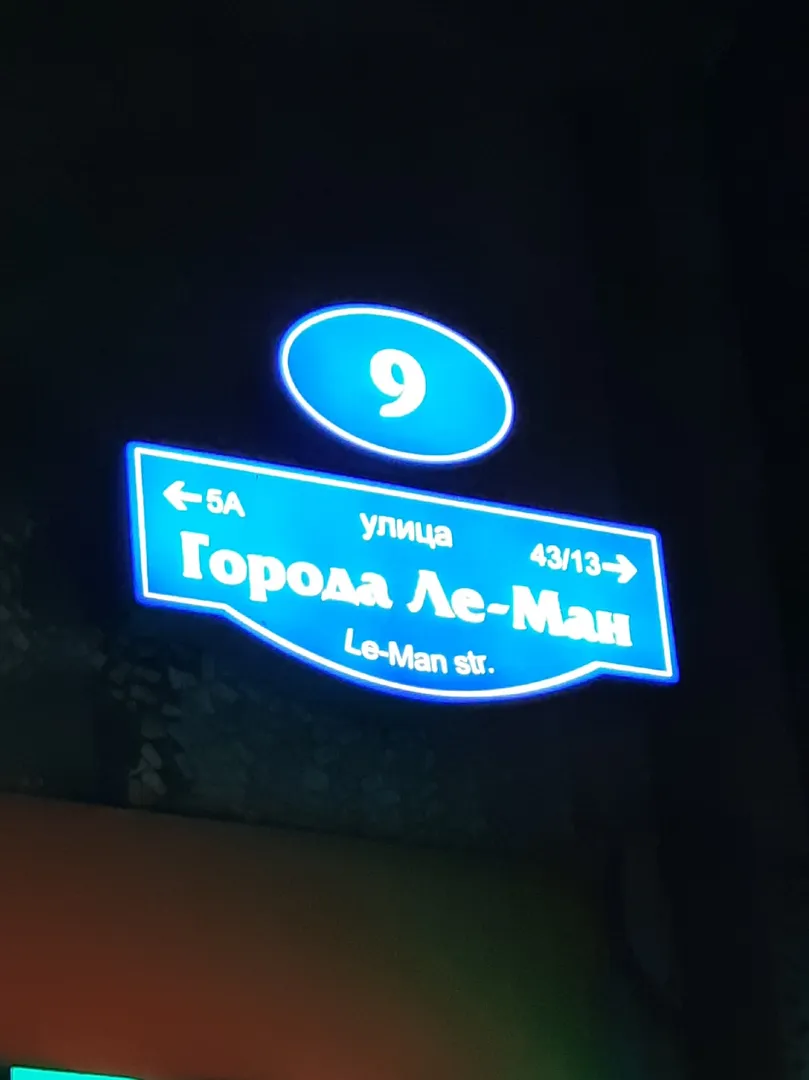 9
←5А
улица
43/13→
Города Ле-Ман
Le-Man str.